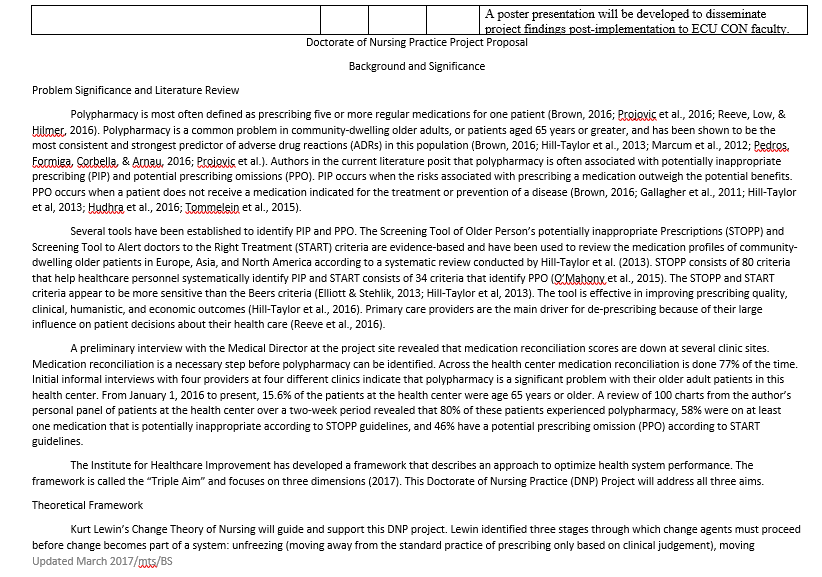 A poster presentation will be developed to disseminate
project findings post-implementation to ECU CON faculty.
Doctorate of Nursing Practice Project Proposal
Background and Significance
Problem Significance and Literature Review
Polypharmacy is most often defined as prescribing five or more regular medications for one patient (Brown, 2016; Projovic et al., 2016; Reeve, Low, &
Hilmer, 2016). Polypharmacy is a common problem in community-dwelling older adults, or patients aged 65 years or greater, and has been shown to be the
most consistent and strongest predictor of adverse drug reactions (ADRs) in this population (Brown, 2016; Hill-Taylor et al., 2013; Marcum et al., 2012; Pedros,
Formiga, Corbella, & Arnau, 2016; Projovic et al.). Authors in the current literature posit that polypharmacy is often associated with potentially inappropriate
prescribing (PIP) and potential prescribing omissions (PPO). PIP occurs when the risks associated with prescribing a medication outweigh the potential benefits.
PPO occurs when a patient does not receive a medication indicated for the treatment or prevention of a disease (Brown, 2016; Gallagher et al., 2011; Hill-Taylor
et al, 2013; Hudhra et al., 2016; Tommelein et al., 2015).
Several tools have been established to identify PIP and PPO. The Screening Tool of Older Person's potentially inappropriate Prescriptions (STOPP) and
Screening Tool to Alert doctors to the Right Treatment (START) criteria are evidence-based and have been used to review the medication profiles of community-
dwelling older patients in Europe, Asia, and North America according to a systematic review conducted by Hill-Taylor et al. (2013). STOPP consists of 80 criteria
that help healthcare personnel systematically identify PIP and START consists of 34 criteria that identify PPO (O'Mahony et al., 2015). The STOPP and START
criteria appear to be more sensitive than the Beers criteria (Elliott & Stehlik, 2013; Hill-Taylor et al, 2013). The tool is effective in improving prescribing quality,
clinical, humanistic, and economic outcomes (Hill-Taylor et al., 2016). Primary care providers are the main driver for de-prescribing because of their large
influence on patient decisions about their health care (Reeve et al., 2016).
A preliminary interview with the Medical Director at the project site revealed that medication reconciliation scores are down at several clinic sites.
Medication reconciliation is a necessary step before polypharmacy can be identified. Across the health center medication reconciliation is done 77% of the time.
Initial informal interviews with four providers at four different clinics indicate that polypharmacy is a significant problem with their older adult patients in this
health center. From January 1, 2016 to present, 15.6% of the patients at the health center were age 65 years or older. A review of 100 charts from the author's
personal panel of patients at the health center over a two-week period revealed that 80% of these patients experienced polypharmacy, 58% were on at least
one medication that is potentially inappropriate according to STOPP guidelines, and 46% have a potential prescribing omission (PPO) according to START
guidelines.
The Institute for Healthcare Improvement has developed a framework that describes an approach to optimize health system performance. The
framework is called the "Triple Aim" and focuses on three dimensions (2017). This Doctorate of Nursing Practice (DNP) Project will address all three aims.
Theoretical Framework
Kurt Lewin's Change Theory of Nursing will guide and support this DNP project. Lewin identified three stages through which change agents must proceed
before change becomes part of a system: unfreezing (moving away from the standard practice of prescribing only based on clinical judgement), moving
Updated March 2017/mts/BS